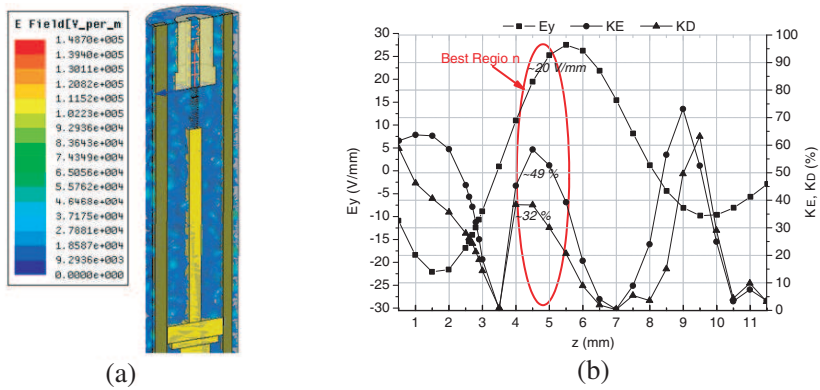 E Field[V_per_m
1.4870e+005
1.3940e+005
1.3011e+005
1.2082e+005
1.1152e+005
1.0223e+005
9.2936e+004
8.3643e+004
7.4349e+004
6.5056e+004
5.5762e+004
4.6468e+004
3.7175e+004
2.7881e+004
1.8587e+004
9.2936e+003
0.0000e+000
(a)
Ey KE KD
Best Regio n
~20 V/mm
~49 %
~32 %
30
25
20
15
10
5
0
-5
-10
-15
-20
-25
-30
Ey (V/mm)
100
90
80
70
60
50
40
30
20
10
0
KE, KD (%)
1 2 3 4 5 6 7 8 9 10 11
z (mm)
(b)